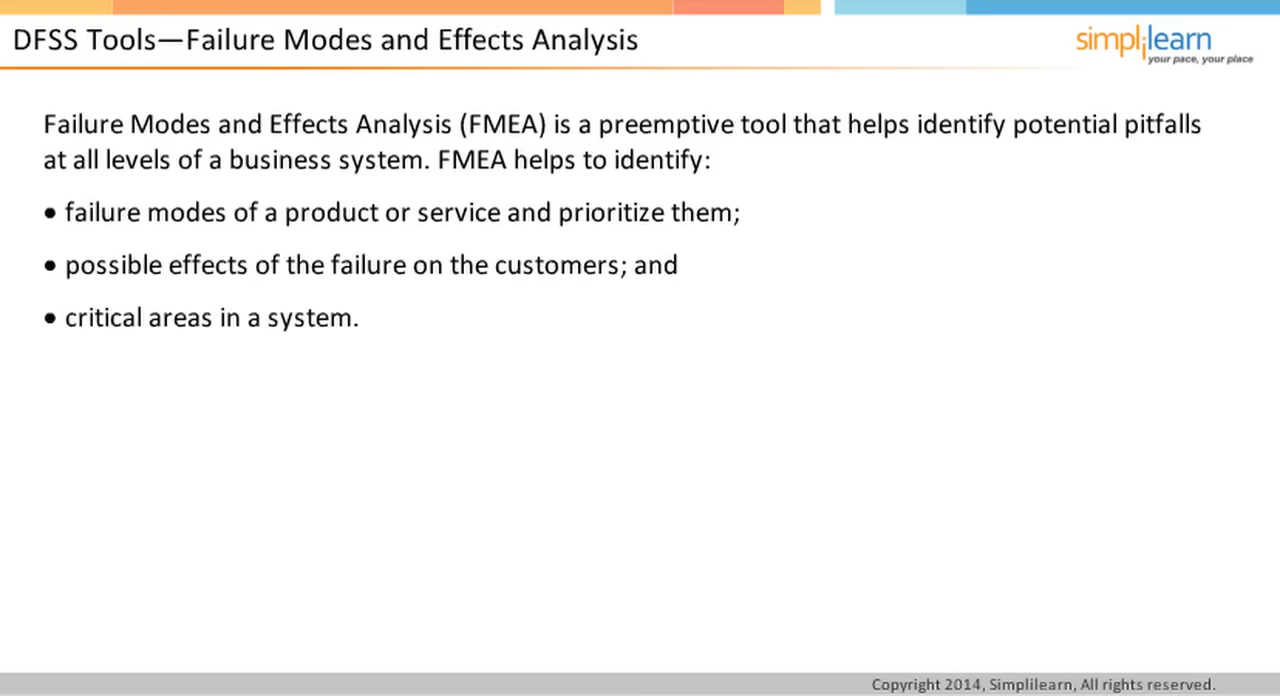 DFSS Tools—Failure Modes and Effects Analysis
simplilearn
your pace, your place
Failure Modes and Effects Analysis (FMEA) is a preemptive tool that helps identify potential pitfalls
at all levels of a business system. FMEA helps to identify:
• failure modes of a product or service and prioritize them;
• possible effects of the failure on the customers; and
• critical areas in a system.
Copyright 2014, Simplilearn, All rights reserved.